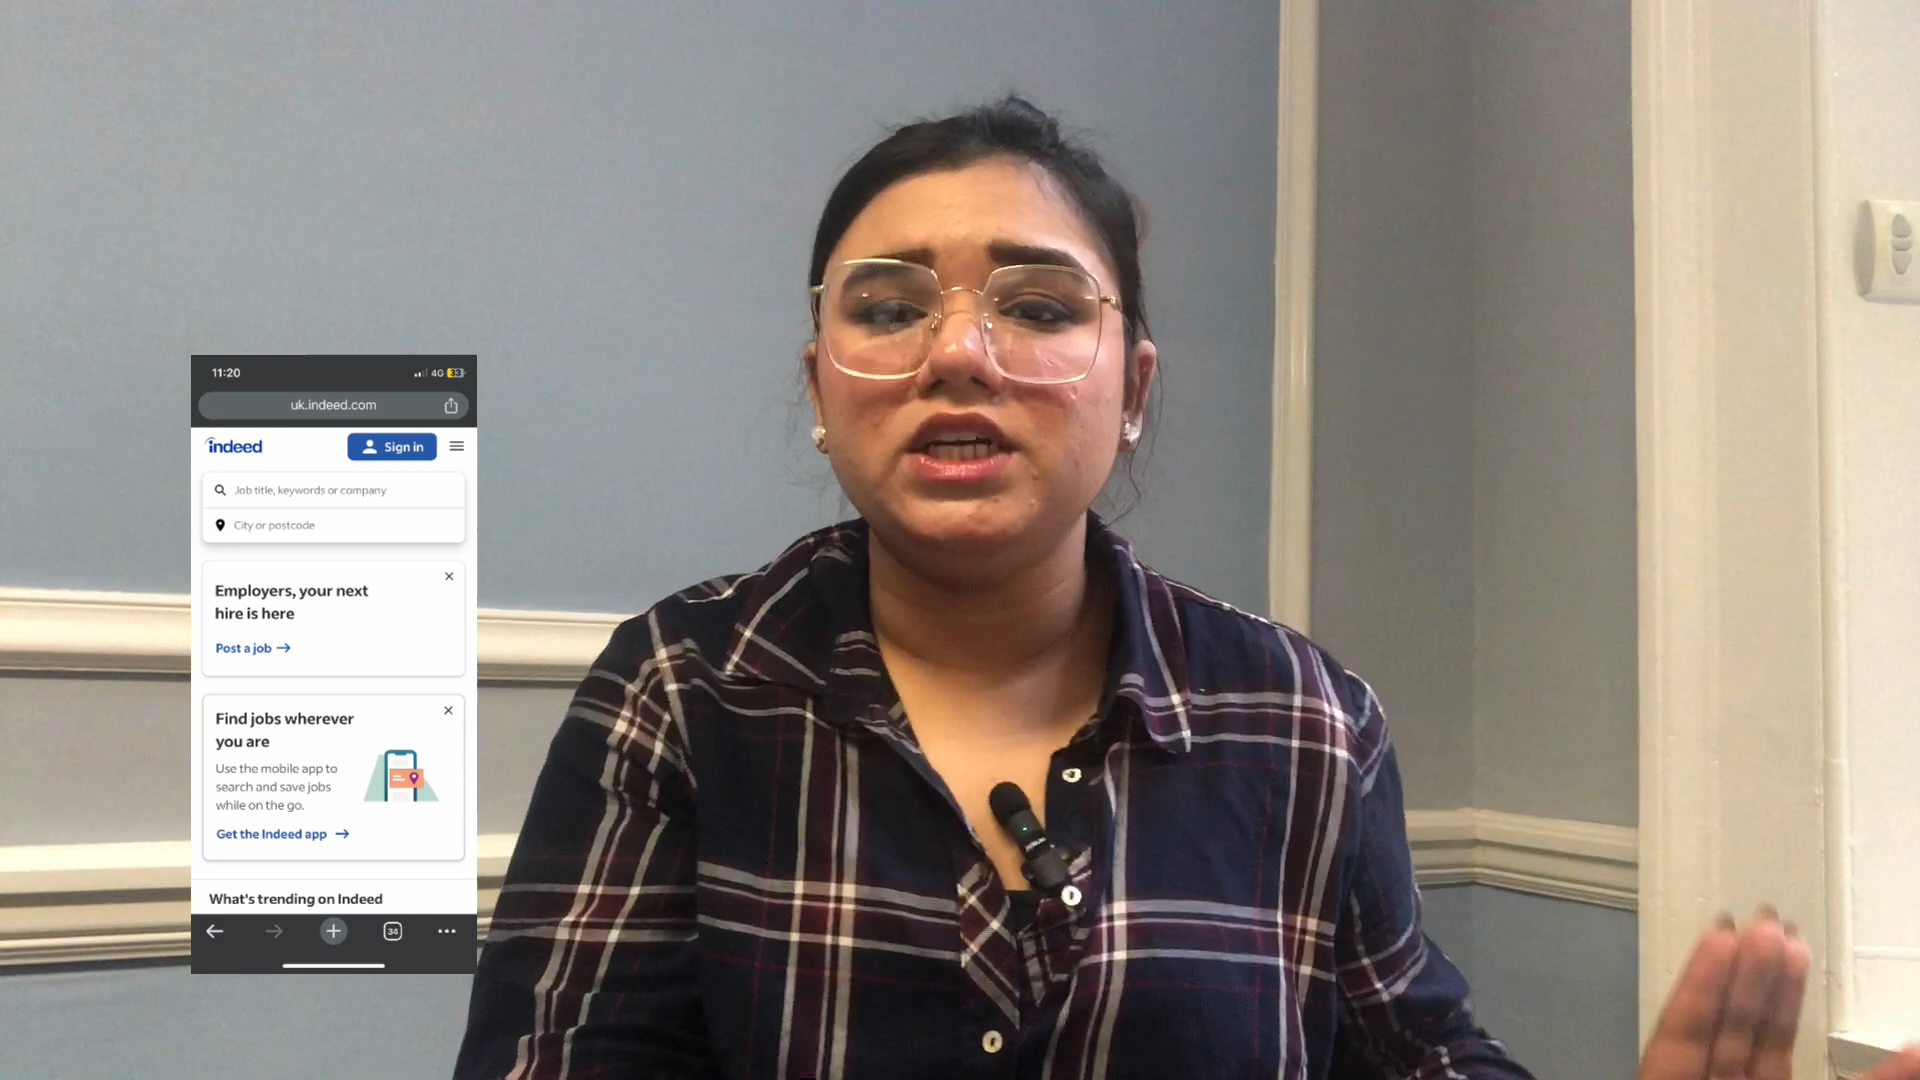 11:20
4G 33
uk.indeed.com
indeed
Sign in
Job title, keywords or company
City or postcode
Employers, your next
hire is here
Post a job
Find jobs wherever
you are
Use the mobile app to
search and save jobs
while on the go.
Get the Indeed app
What's trending on Indeed
34